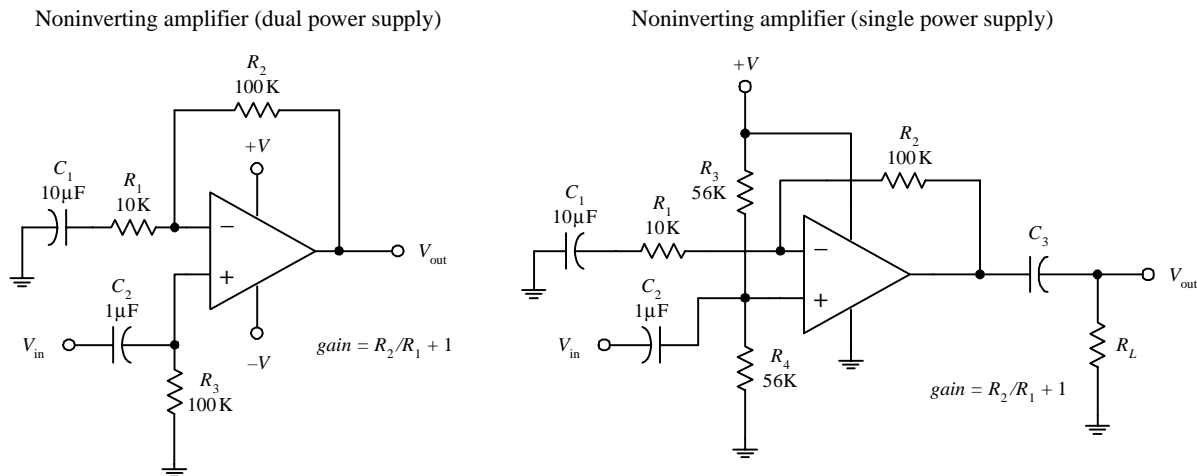 Noninverting amplifier (dual power supply)
R2
100K
+V
C1
10µF
R1
10K
−
+
Vout
C2
1µF
Vin
−V
gain = R2/R1 + 1
R3
100K
Noninverting amplifier (single power supply)
+V
R2
100K
R3
56K
C1
10µF
R1
10K
−
+
C3
Vout
C2
1µF
Vin
R4
56K
RL
gain = R2/R1 + 1